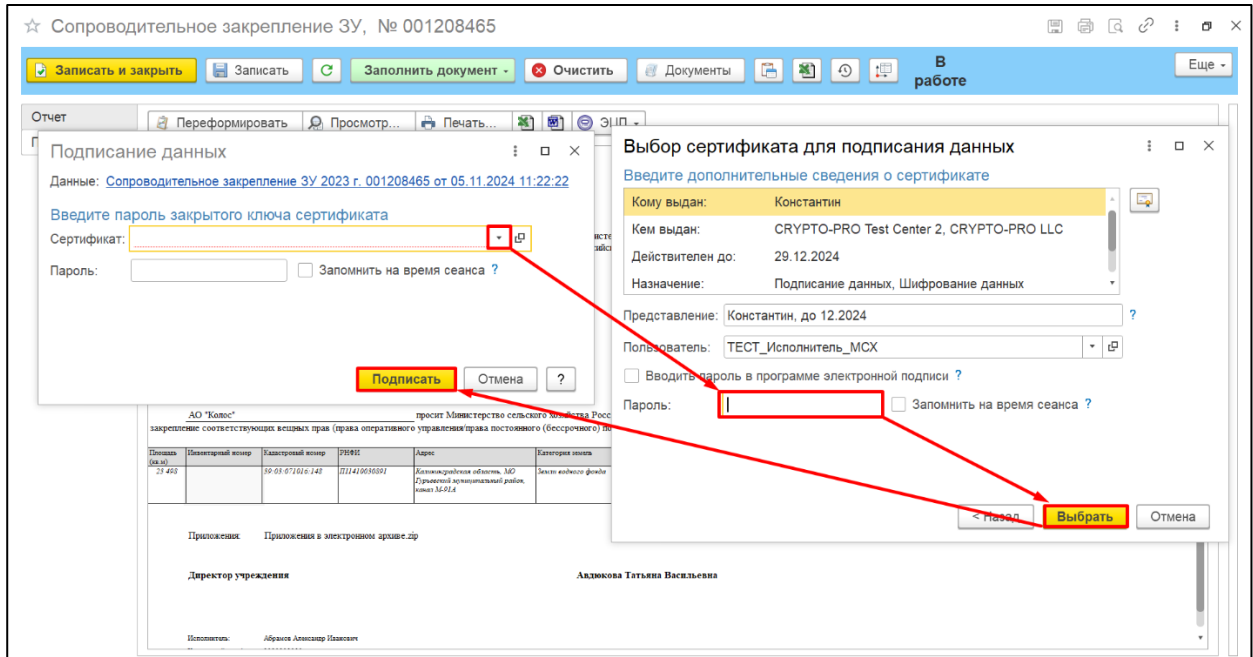 Сопроводительное закрепление ЗУ, № 001208465
Записать и закрыть Записать Заполнить документ Очистить Документы В работе Еще
Отчет
Переформировать Просмотр... Печать... ЭЦП
Подписание данных
Данные: Сопроводительное закрепление ЗУ 2023 г. 001208465 от 05.11.2024 11:22:22
Введите пароль закрытого ключа сертификата
Сертификат:
Пароль: Запомнить на время сеанса ?
Подписать Отмена ?
Выбор сертификата для подписания данных
Введите дополнительные сведения о сертификате
Кому выдан: Константин
Кем выдан: CRYPTO-PRO Test Center 2, CRYPTO-PRO LLC
Действителен до: 29.12.2024
Назначение: Подписание данных, Шифрование данных
Представление: Константин, до 12.2024 ?
Пользователь: ТЕСТ_Исполнитель_МСХ
Вводить пароль в программе электронной подписи ?
Пароль: Запомнить на время сеанса ?
< Назад Выбрать Отмена
АО "Колос" просит Министерство сельского хозяйства Росс
закрепление соответствующих вещных прав (права оперативного управления/права постоянного (бессрочного) по
Площадь (кв.м) Инвентарный номер Кадастровый номер РНФИ Адрес Категория земель
23 498 39:03:071016:148 П11410030891 Калининградская область, МО Земли водного фонда
Гурьевский муниципальный район,
канал М-91А
Приложения: Приложения в электронном архиве.zip
Директор учреждения Авдюкова Татьяна Васильевна
Исполнитель: Абрамов Александр Иванович